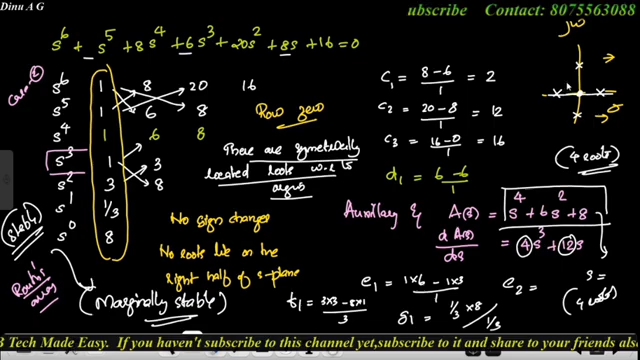 Dinu A G
ubscribe Contact: 8075563088
s⁶ + s⁵ + 8s⁴ + 6s³ + 20s² + 8s + 16 = 0
Case-2
s⁶ 1 8 20 16
s⁵ 1 6 8
s⁴ 1 6 8
s³ 1 3
s² 3 8
s¹ 1/3
s⁰ 8
Row zero
There are symetrically
located roots w.r.t's
No sign changes
No roots lie on the
right half of s-plane
Stable
Routh's array
(Marginally stable)
C₁ = (8-6)/1 = 2
C₂ = (20-8)/1 = 12
C₃ = (16-0)/1 = 16
d₁ = (6-6)/1
jω
σ
(4 roots)
Auxiliary Eq A(s) = s⁴ + 6s² + 8
dA(s)/ds = 4s³ + 12s
s =
(4 roots)
e₁ = (1×6 - 1×3)/1
e₂ =
f₁ = (3×3 - 8×1)/3
g₁ = (1/3 × 8)/(1/3)
B Tech Made Easy. If you haven't subscribe to this channel yet,subscribe to it and share to your friends als